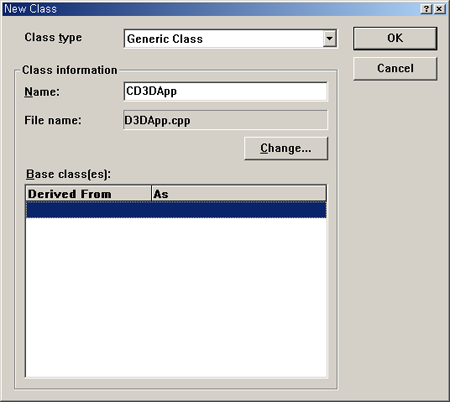 New Class
Class type
Generic Class
OK
Cancel
Class information
Name:
CD3DApp
File name:
D3DApp.cpp
Change...
Base class(es):
Derived From
As